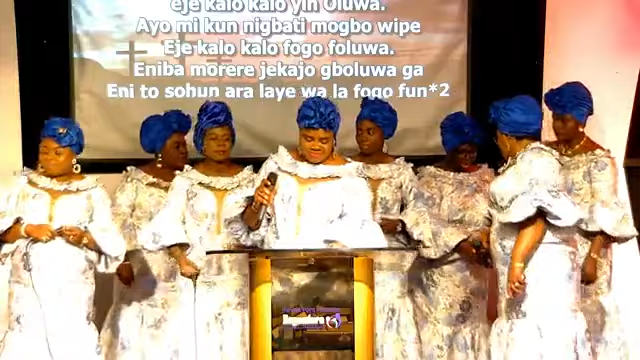 eje kalo kalo yin Oluwa.
Ayo mi kun nigbati mogbo wipe
Eje kalo kalo fogo foluwa.
Eniba morere jekajo gboluwa ga
Eni to sohun ara laye wa la fogo fun*2